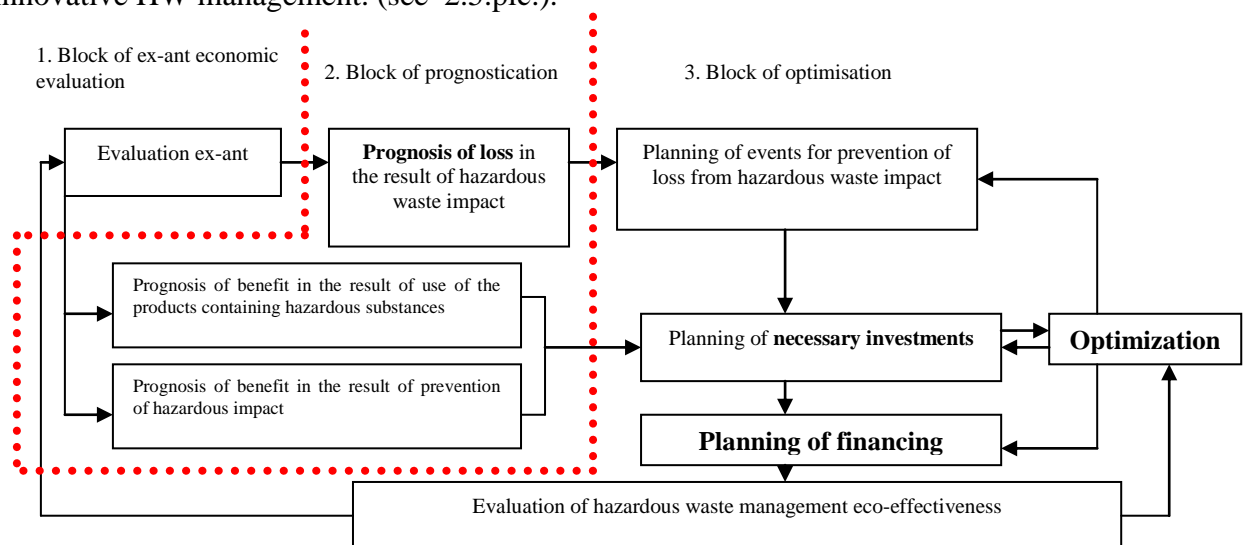 innovative HW management. (see 2.3.pic.).
1. Block of ex-ant economic
evaluation
2. Block of prognostication
3. Block of optimisation
Evaluation ex-ant
Prognosis of loss in
the result of hazardous
waste impact
Planning of events for prevention of
loss from hazardous waste impact
Prognosis of benefit in the result of use of the
products containing hazardous substances
Planning of necessary investments
Optimization
Prognosis of benefit in the result of prevention
of hazardous impact
Planning of financing
Evaluation of hazardous waste management eco-effectiveness